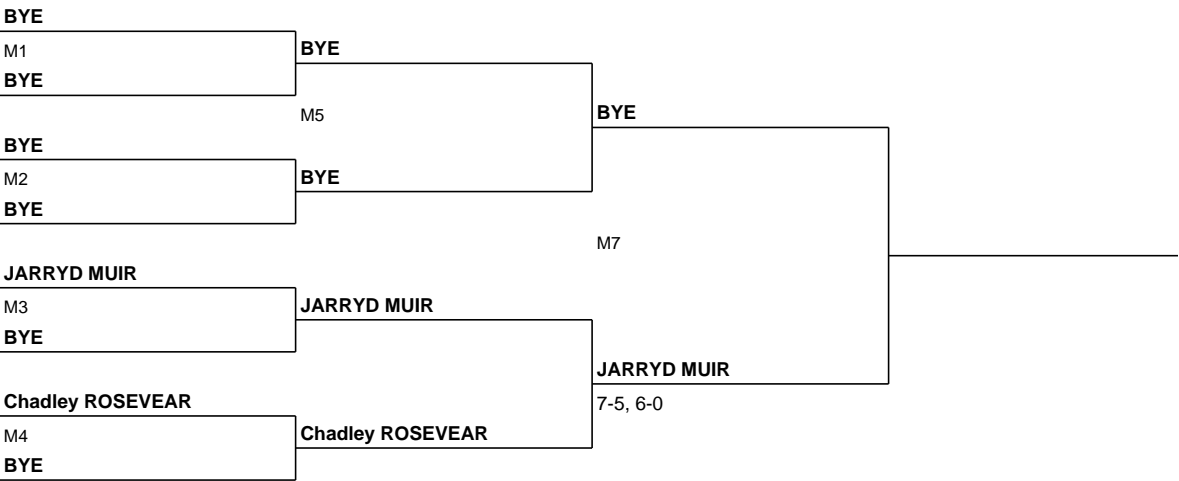 BYE
M1
BYE
BYE
M5
BYE
BYE
M2
BYE
BYE
M7
JARRYD MUIR
M3
JARRYD MUIR
BYE
JARRYD MUIR
7-5, 6-0
Chadley ROSEVEAR
M4
Chadley ROSEVEAR
BYE